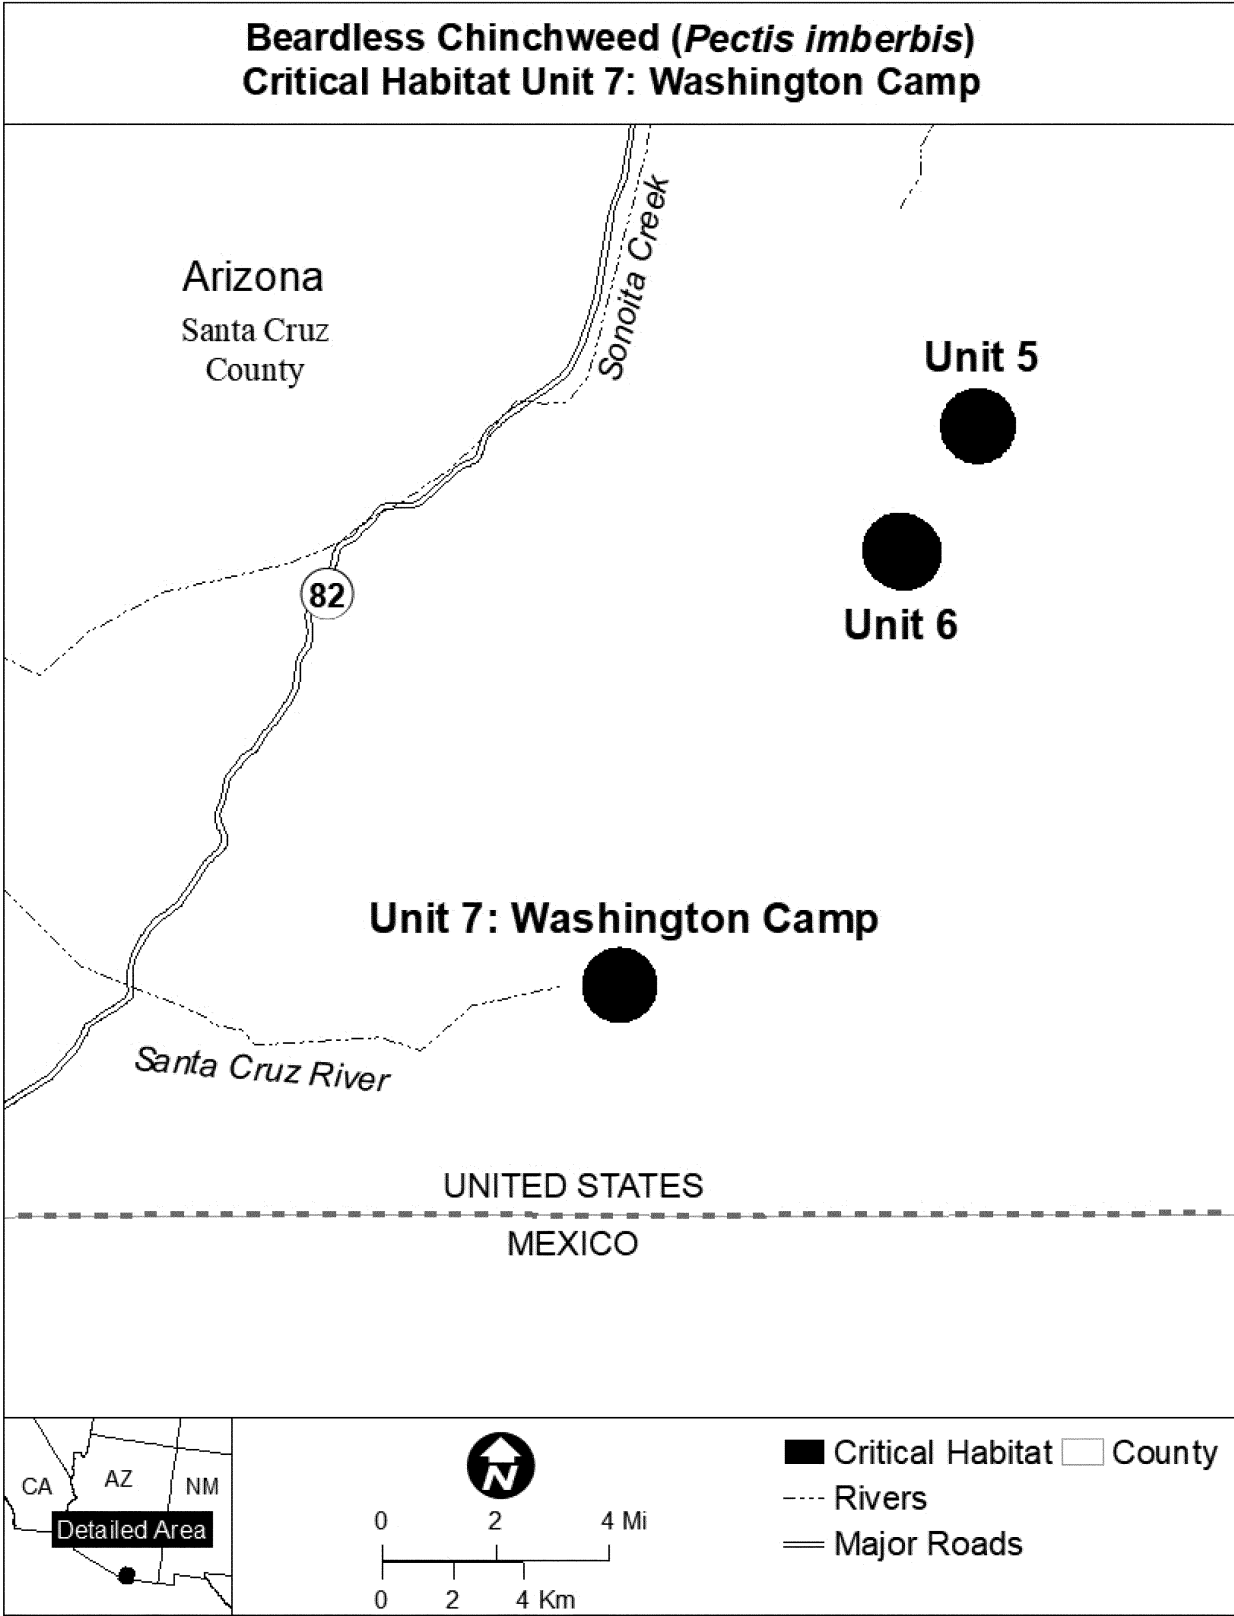 Beardless Chinchweed (Pectis imberbis)
Critical Habitat Unit 7: Washington Camp
Sonoita Creek
Arizona
Santa Cruz
County
Unit 5
82
Unit 6
Unit 7: Washington Camp
Santa Cruz River
UNITED STATES
MEXICO
CA
AZ
NM
Detailed Area
N
0 2 4 Mi
0 2 4 Km
Critical Habitat County
Rivers
Major Roads